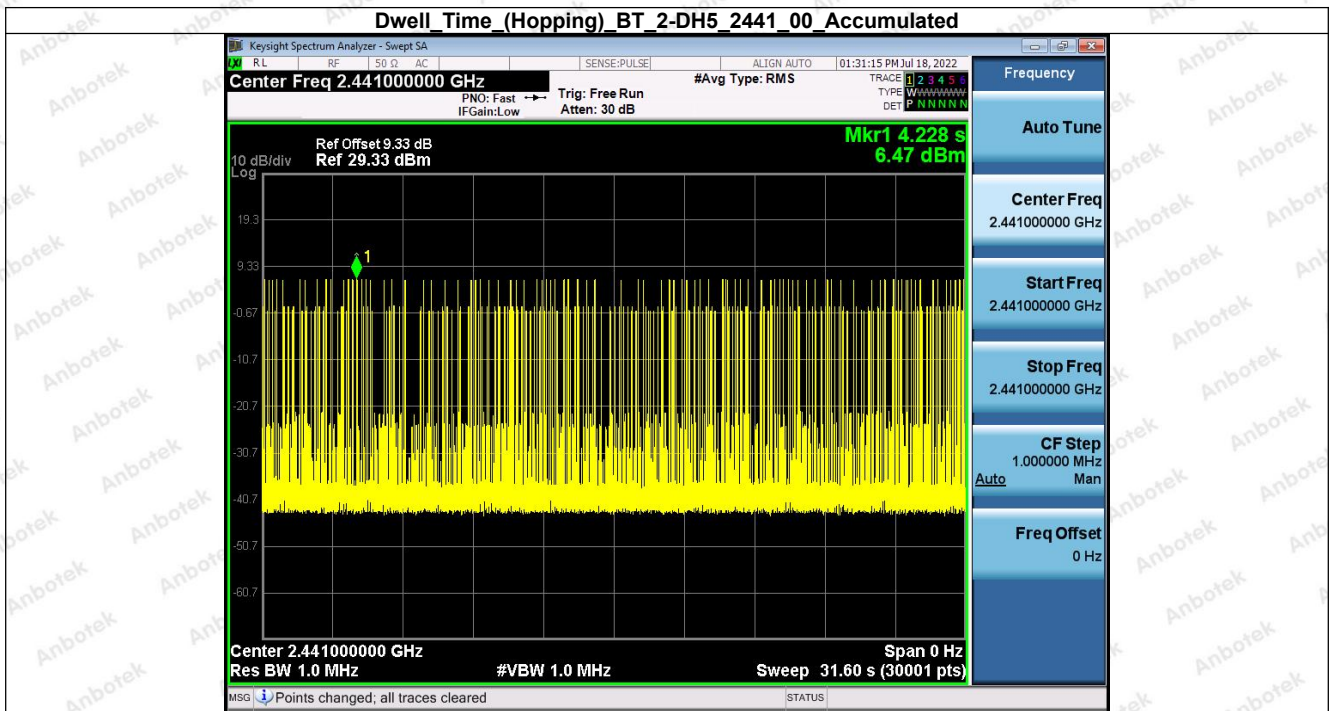 Dwell_Time_(Hopping)_BT_2-DH5_2441_00_Accumulated
Keysight Spectrum Analyzer - Swept SA
LXI RL RF 50 Ω AC SENSE:PULSE ALIGN AUTO 01:31:15 PM Jul 18, 2022
Center Freq 2.441000000 GHz
PNO: Fast
IFGain:Low
Trig: Free Run
Atten: 30 dB
#Avg Type: RMS
TRACE 1 2 3 4 5 6
TYPE WWWWWW
DET P N N N N N
Mkr1 4.228 s
6.47 dBm
Ref Offset 9.33 dB
10 dB/div Ref 29.33 dBm
Log
19.3
9.33
-0.67
-10.7
-20.7
-30.7
-40.7
-50.7
-60.7
1
Center 2.441000000 GHz Span 0 Hz
Res BW 1.0 MHz #VBW 1.0 MHz Sweep 31.60 s (30001 pts)
MSG Points changed; all traces cleared STATUS
Frequency
Auto Tune
Center Freq
2.441000000 GHz
Start Freq
2.441000000 GHz
Stop Freq
2.441000000 GHz
CF Step
1.000000 MHz
Auto Man
Freq Offset
0 Hz
Anbotek